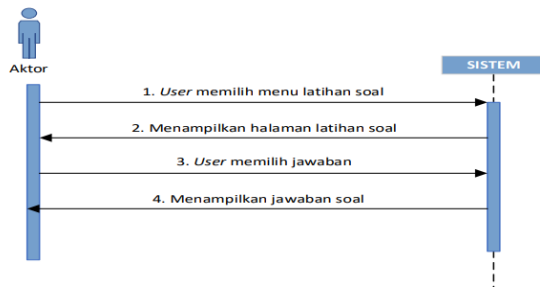 Aktor
SISTEM
1. User memilih menu latihan soal
2. Menampilkan halaman latihan soal
3. User memilih jawaban
4. Menampilkan jawaban soal